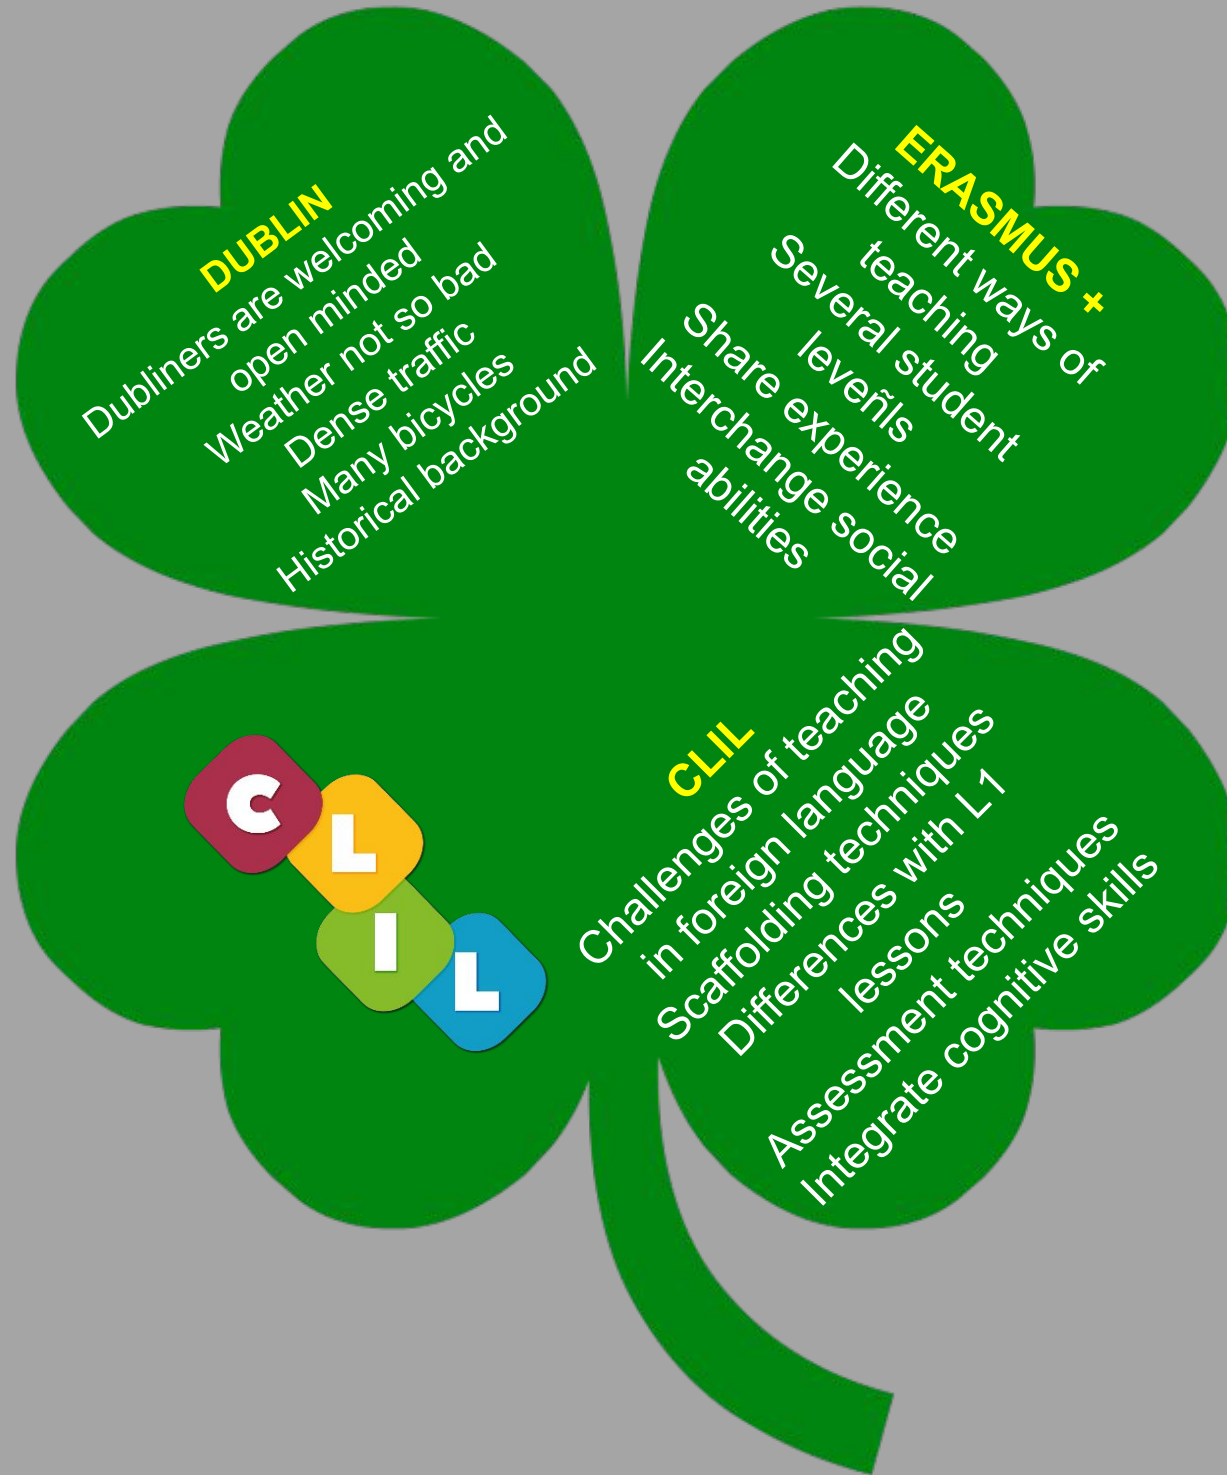 DUBLIN
Dubliners are welcoming and
open minded
Weather not so bad
Dense traffic
Many bicycles
Historical background
ERASMUS +
Different ways of
teaching
Several student
leveñls
Share experience
Interchange social
abilities
C
L
I
L
CLIL
Challenges of teaching
in foreign language
Scaffolding techniques
Differences with L1
lessons
Assessment techniques
Integrate cognitive skills